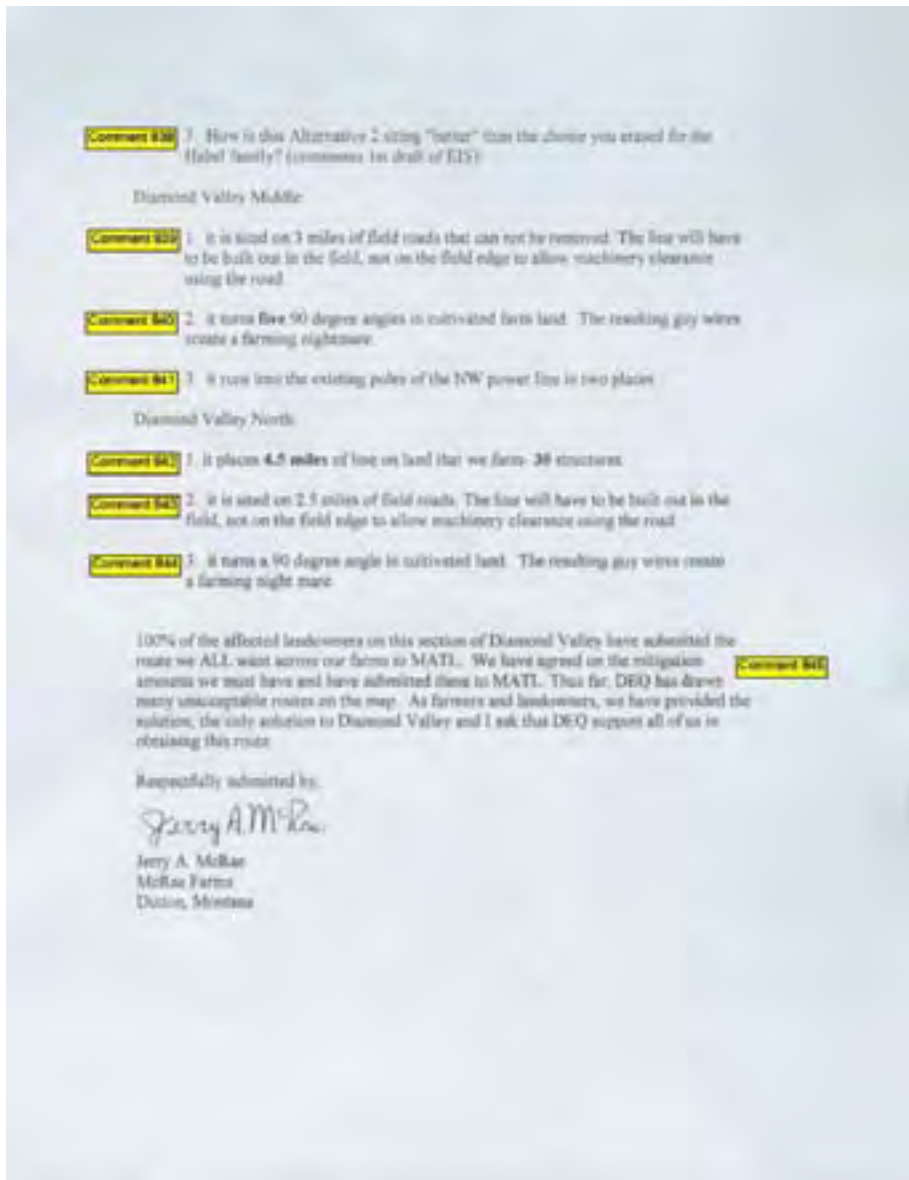 Comment 838 3. How is this Alternative 2 siting "better" than the choice you erased for the
Habel family? (comments 1st draft of EIS)
Diamond Valley Middle
Comment 839 1. it is sited on 3 miles of field roads that can not be removed. The line will have
to be built out in the field, not on the field edge to allow machinery clearance
using the road
Comment 840 2. it turns five 90 degree angles in cultivated farm land. The resulting guy wires
create a farming nightmare.
Comment 841 3. it runs into the existing poles of the NW power line in two places
Diamond Valley North
Comment 842 1. it places 4.5 miles of line on land that we farm- 30 structures
Comment 843 2. it is sited on 2.5 miles of field roads. The line will have to be built out in the
field, not on the field edge to allow machinery clearance using the road
Comment 844 3. it turns a 90 degree angle in cultivated land. The resulting guy wires create
a farming night mare
100% of the affected landowners on this section of Diamond Valley have submitted the
route we ALL want across our farms to MATL. We have agreed on the mitigation
Comment 845
amounts we must have and have submitted these to MATL. Thus far, DEQ has drawn
many unacceptable routes on the map. As farmers and landowners, we have provided the
solution, the only solution to Diamond Valley and I ask that DEQ support all of us in
obtaining this route
Respectfully submitted by,
Jerry A. McRae
Jerry A. McRae
McRae Farms
Dutton, Montana